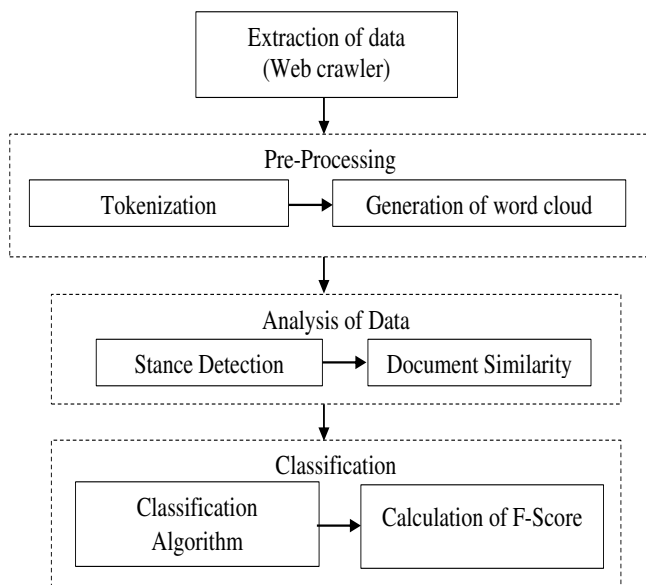 Extraction of data
(Web crawler)
Pre-Processing
Tokenization
Generation of word cloud
Analysis of Data
Stance Detection
Document Similarity
Classification
Classification
Algorithm
Calculation of F-Score